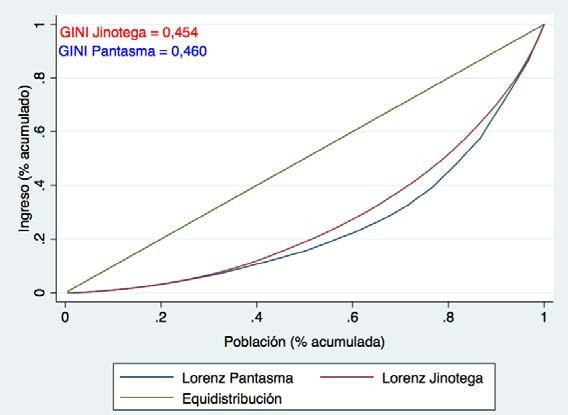 GINI Jinotega = 0,454
GINI Pantasma = 0,460
Ingreso (% acumulado)
1
.8
.6
.4
.2
0
0 .2 .4 .6 .8 1
Población (% acumulada)
Lorenz Pantasma Lorenz Jinotega
Equidistribución